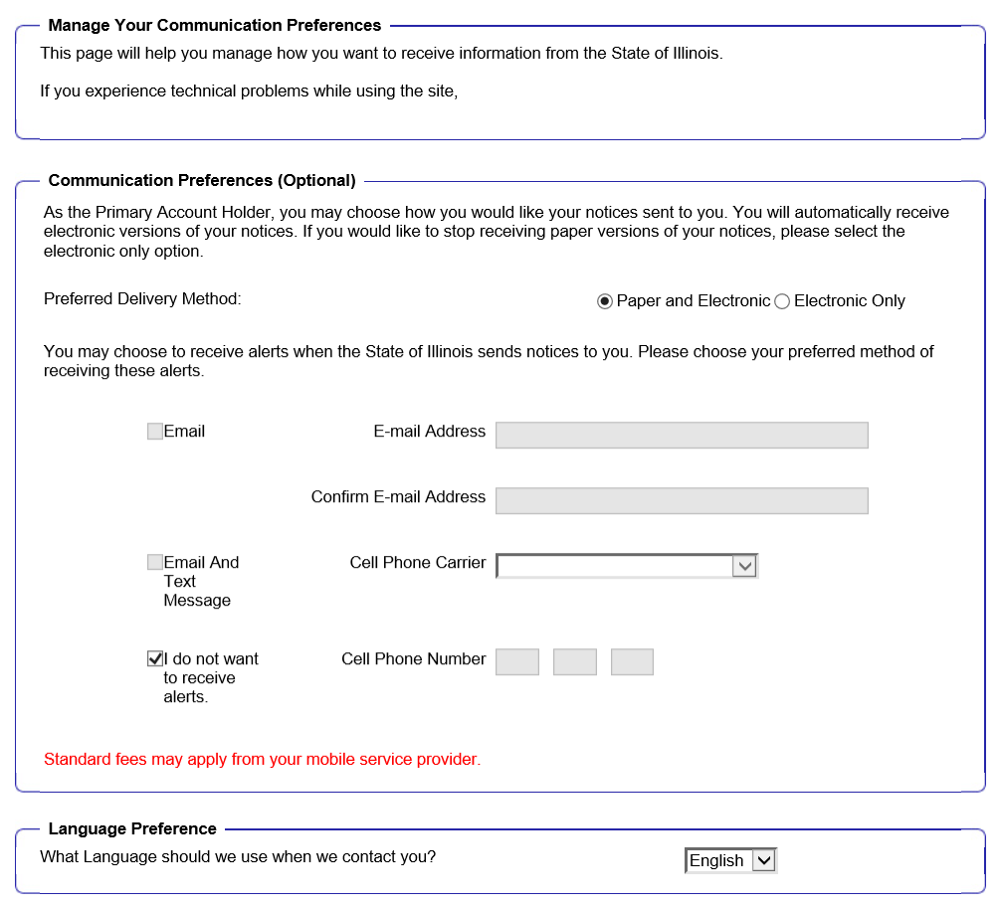 Manage Your Communication Preferences
This page will help you manage how you want to receive information from the State of Illinois.
If you experience technical problems while using the site,
Communication Preferences (Optional)
As the Primary Account Holder, you may choose how you would like your notices sent to you. You will automatically receive
electronic versions of your notices. If you would like to stop receiving paper versions of your notices, please select the
electronic only option.
Preferred Delivery Method: Paper and Electronic Electronic Only
You may choose to receive alerts when the State of Illinois sends notices to you. Please choose your preferred method of
receiving these alerts.
Email E-mail Address
Confirm E-mail Address
Email And Cell Phone Carrier
Text
Message
I do not want Cell Phone Number
to receive
alerts.
Standard fees may apply from your mobile service provider.
Language Preference
What Language should we use when we contact you? English